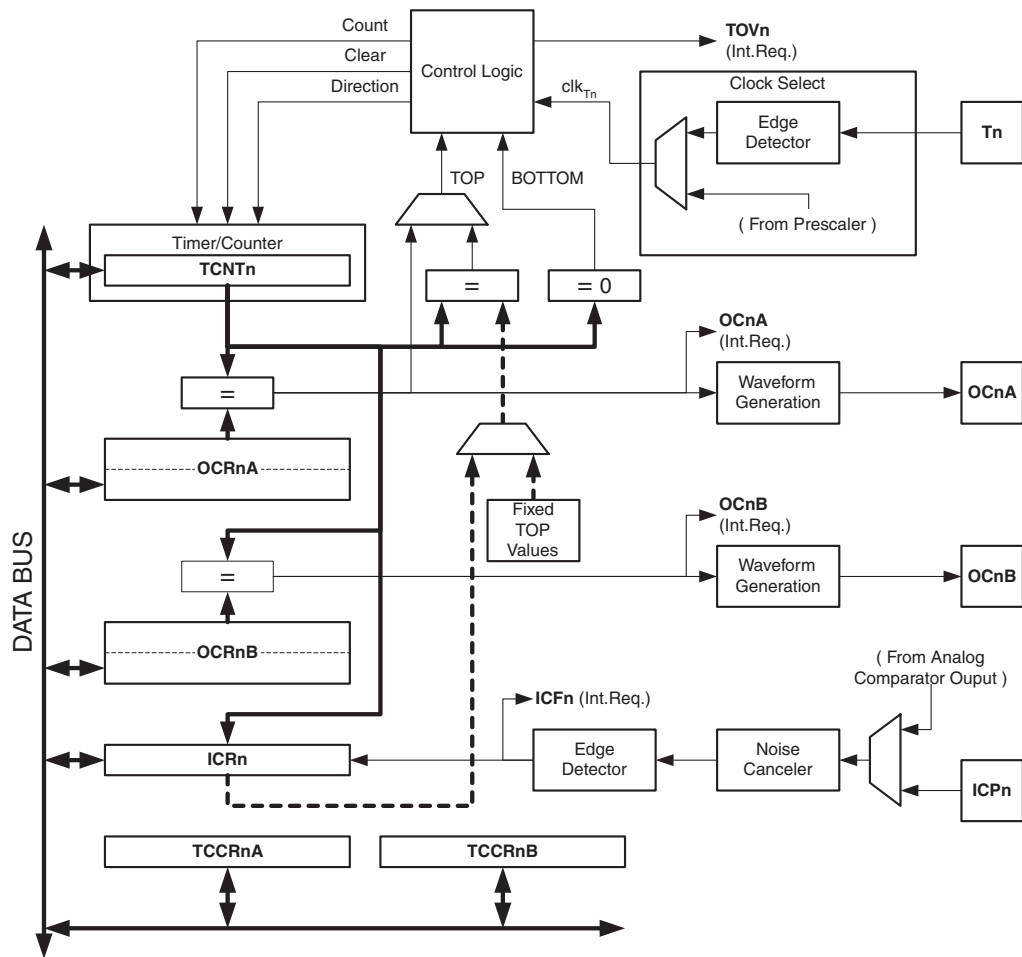 Count
Clear
Direction
Control Logic
TOVn
(Int.Req.)
clkTn
Clock Select
Edge
Detector
Tn
( From Prescaler )
TOP
BOTTOM
Timer/Counter
TCNTn
=
= 0
OCnA
(Int.Req.)
=
Waveform
Generation
OCnA
OCRnA
Fixed
TOP
Values
OCnB
(Int.Req.)
=
Waveform
Generation
OCnB
DATA BUS
OCRnB
( From Analog
Comparator Ouput )
ICFn (Int.Req.)
ICRn
Edge
Detector
Noise
Canceler
ICPn
TCCRnA
TCCRnB